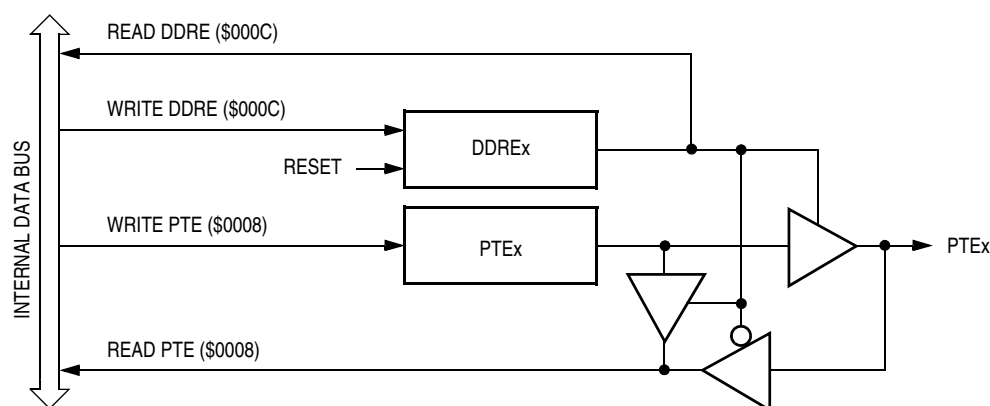 READ DDRE ($000C)
WRITE DDRE ($000C)
DDREx
RESET
INTERNAL DATA BUS
WRITE PTE ($0008)
PTEx
PTEx
READ PTE ($0008)